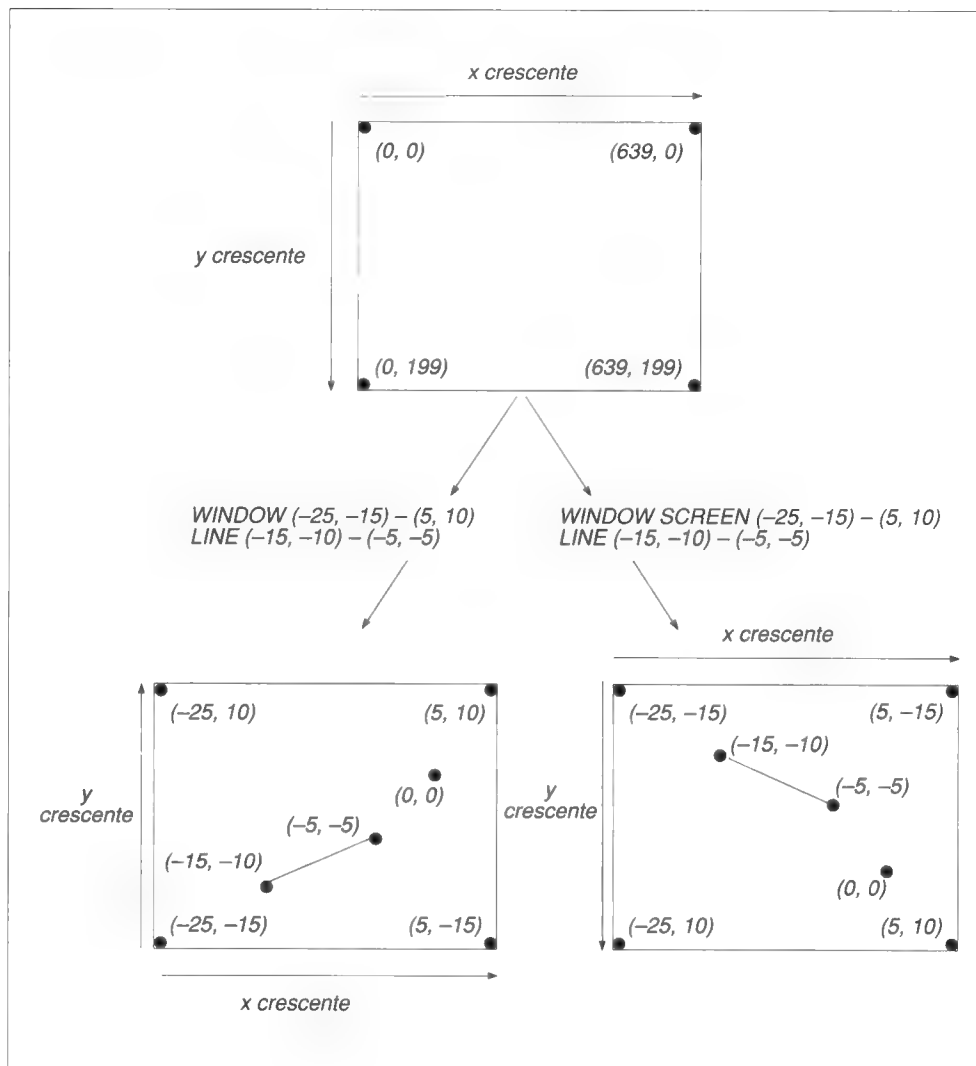 x crescente
(0, 0) (639, 0)
y crescente
(0, 199) (639, 199)
WINDOW (–25, –15) – (5, 10)
LINE (–15, –10) – (–5, –5)
WINDOW SCREEN (–25, –15) – (5, 10)
LINE (–15, –10) – (–5, –5)
(–25, 10) (5, 10)
y
crescente
(0, 0)
(–5, –5)
(–15, –10)
(–25, –15) (5, –15)
x crescente
x crescente
(–25, –15) (5, –15)
(–15, –10)
y
crescente
(–5, –5)
(0, 0)
(–25, 10) (5, 10)